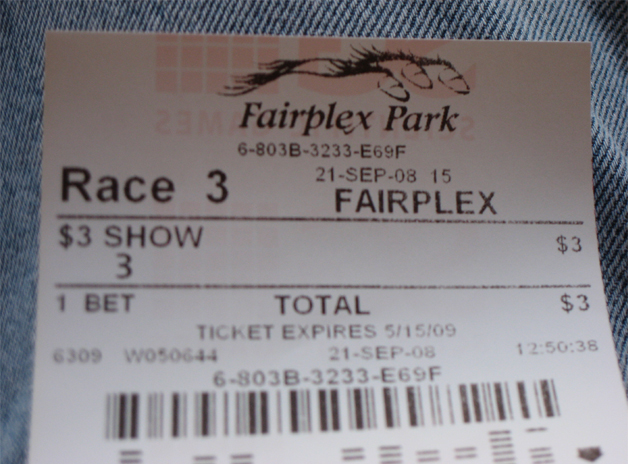 Fairplex Park
6-803B-3233-E69F
21-SEP-08 15
Race 3 FAIRPLEX
$3 SHOW $3
3
1 BET TOTAL $3
TICKET EXPIRES 5/15/09
6309 W050644 21-SEP-08 12:50:38
6-803B-3233-E69F